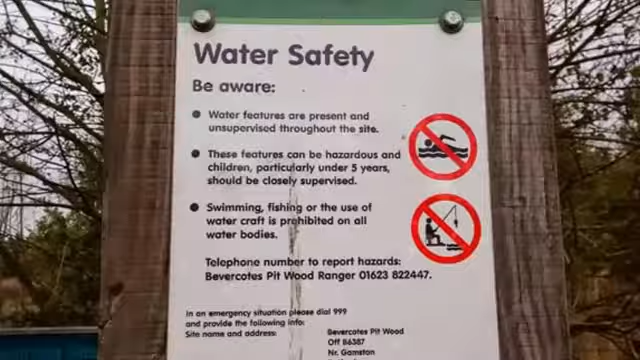 Water Safety
Be aware:
Water features are present and
unsupervised throughout the site.
These features can be hazardous and
children, particularly under 5 years,
should be closely supervised.
Swimming, fishing or the use of
water craft is prohibited on all
water bodies.
Telephone number to report hazards:
Bevercotes Pit Wood Ranger 01623 822447.
In an emergency situation please dial 999
and provide the following info:
Site name and address:
Bevercotes Pit Wood
Off B6387
Nr. Gamston